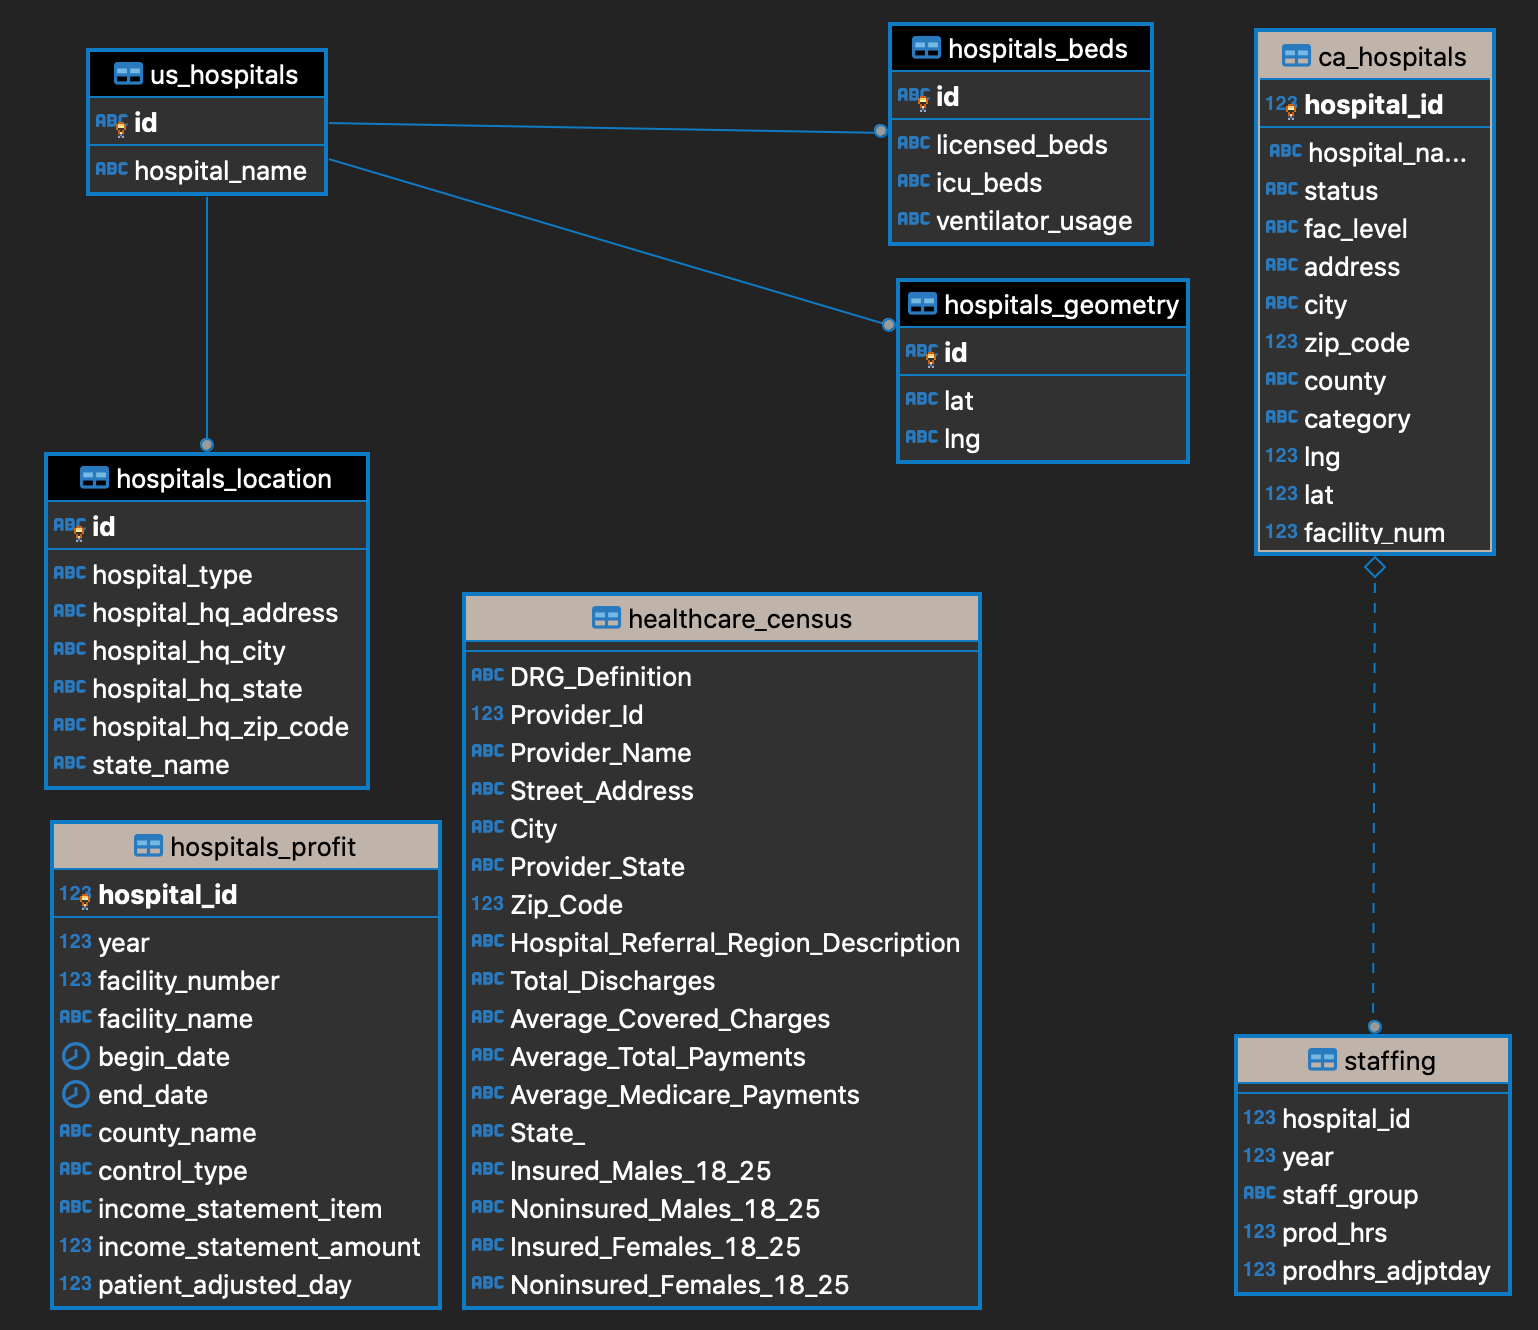 us_hospitals
ABC id
ABC hospital_name
hospitals_beds
ABC id
ABC licensed_beds
ABC icu_beds
ABC ventilator_usage
ca_hospitals
123 hospital_id
ABC hospital_na...
ABC status
ABC fac_level
ABC address
ABC city
123 zip_code
ABC county
ABC category
123 lng
123 lat
123 facility_num
hospitals_geometry
ABC id
ABC lat
ABC lng
hospitals_location
ABC id
ABC hospital_type
ABC hospital_hq_address
ABC hospital_hq_city
ABC hospital_hq_state
ABC hospital_hq_zip_code
ABC state_name
healthcare_census
ABC DRG_Definition
123 Provider_Id
ABC Provider_Name
ABC Street_Address
ABC City
ABC Provider_State
123 Zip_Code
ABC Hospital_Referral_Region_Description
ABC Total_Discharges
ABC Average_Covered_Charges
ABC Average_Total_Payments
ABC Average_Medicare_Payments
ABC State_
ABC Insured_Males_18_25
ABC Noninsured_Males_18_25
ABC Insured_Females_18_25
ABC Noninsured_Females_18_25
hospitals_profit
123 hospital_id
123 year
123 facility_number
ABC facility_name
begin_date
end_date
ABC county_name
ABC control_type
ABC income_statement_item
123 income_statement_amount
123 patient_adjusted_day
staffing
123 hospital_id
123 year
ABC staff_group
123 prod_hrs
123 prodhrs_adjptday